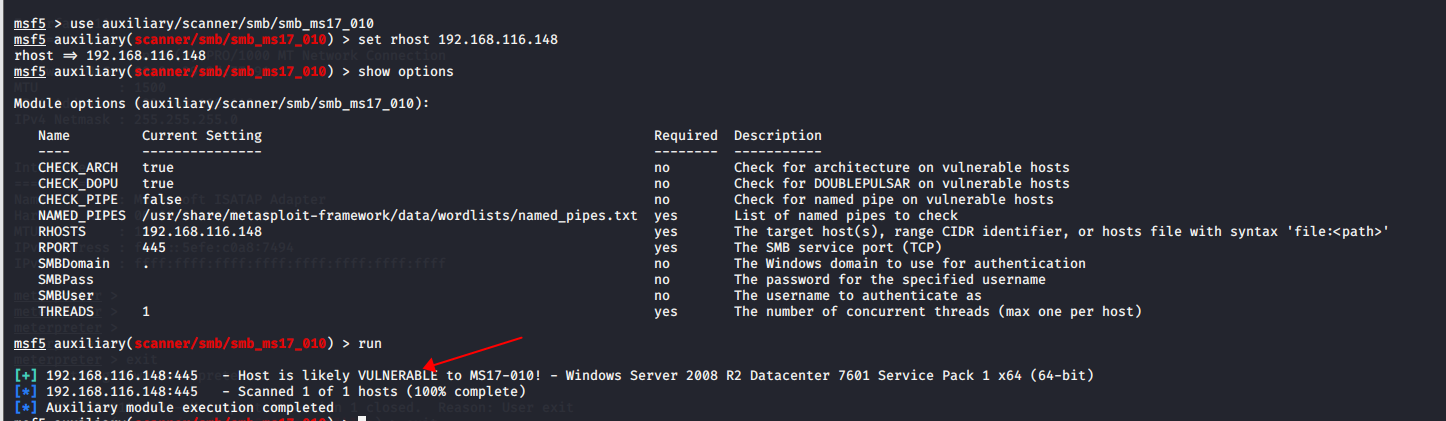 msf5 > use auxiliary/scanner/smb/smb_ms17_010
msf5 auxiliary(scanner/smb/smb_ms17_010) > set rhost 192.168.116.148
rhost => 192.168.116.148
msf5 auxiliary(scanner/smb/smb_ms17_010) > show options
Module options (auxiliary/scanner/smb/smb_ms17_010):
Name Current Setting Required Description
---- --------------- -------- -----------
CHECK_ARCH true no Check for architecture on vulnerable hosts
CHECK_DOPU true no Check for DOUBLEPULSAR on vulnerable hosts
CHECK_PIPE false no Check for named pipe on vulnerable hosts
NAMED_PIPES /usr/share/metasploit-framework/data/wordlists/named_pipes.txt yes List of named pipes to check
RHOSTS 192.168.116.148 yes The target host(s), range CIDR identifier, or hosts file with syntax 'file:<path>'
RPORT 445 yes The SMB service port (TCP)
SMBDomain . no The Windows domain to use for authentication
SMBPass no The password for the specified username
SMBUser no The username to authenticate as
THREADS 1 yes The number of concurrent threads (max one per host)
msf5 auxiliary(scanner/smb/smb_ms17_010) > run
[+] 192.168.116.148:445 - Host is likely VULNERABLE to MS17-010! - Windows Server 2008 R2 Datacenter 7601 Service Pack 1 x64 (64-bit)
[*] 192.168.116.148:445 - Scanned 1 of 1 hosts (100% complete)
[*] Auxiliary module execution completed
msf5 auxiliary(scanner/smb/smb_ms17_010) >